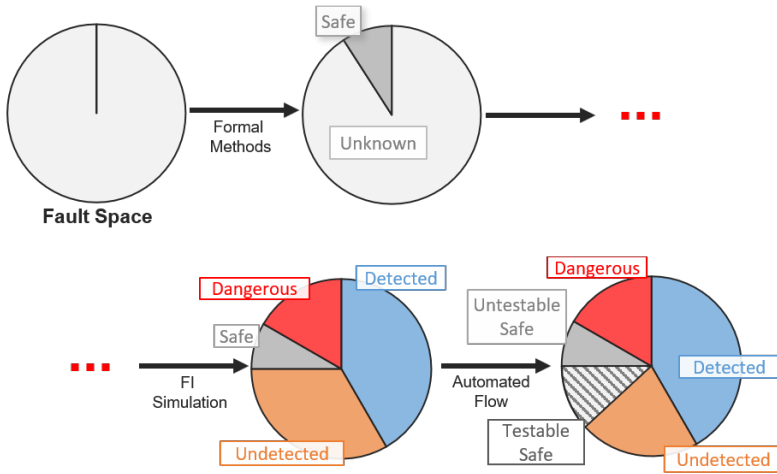 Safe
Formal
Methods
Unknown
Fault Space
Dangerous
Detected
Safe
FI
Simulation
Undetected
Dangerous
Untestable
Safe
Automated
Flow
Detected
Testable
Safe
Undetected